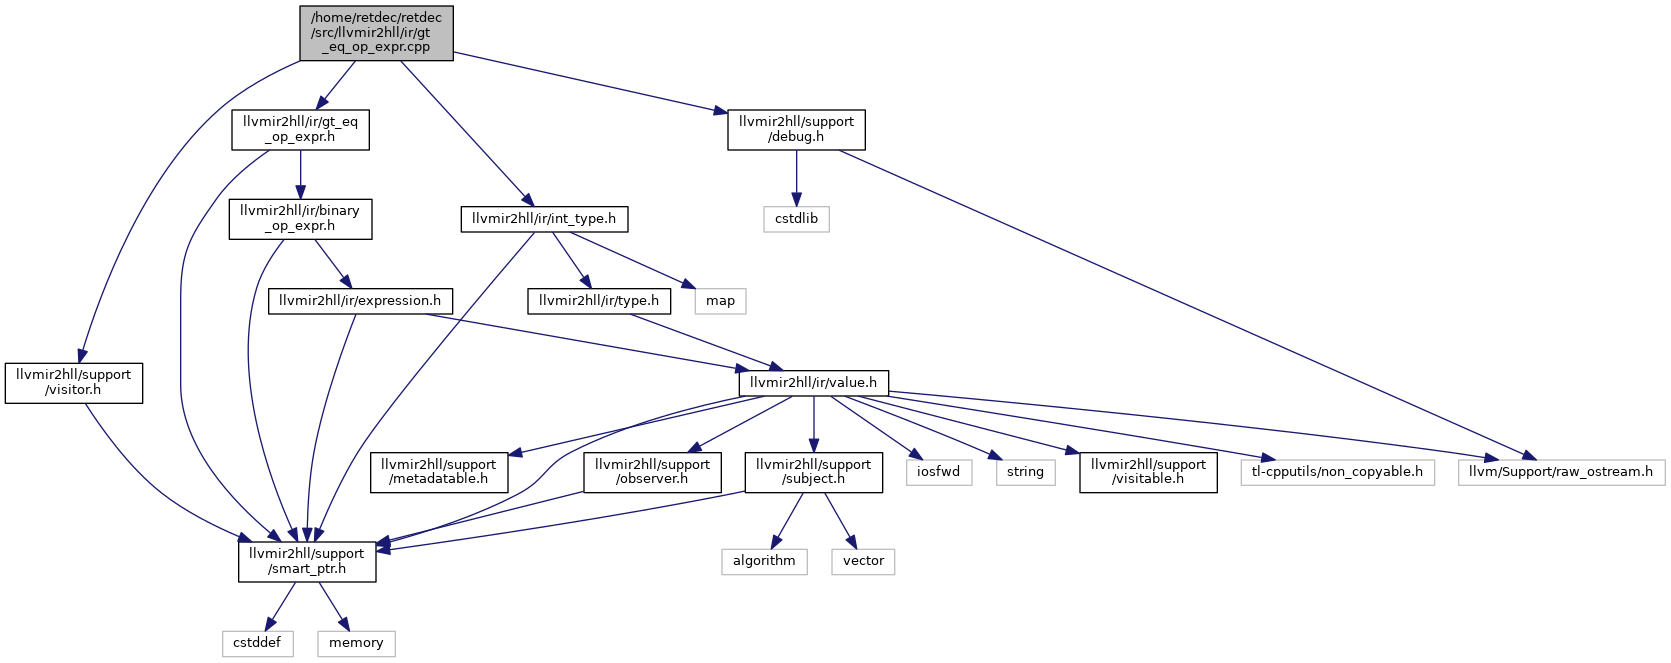 /home/retdec/retdec
/src/llvmir2hll/ir/gt
_eq_op_expr.cpp
llvmir2hll/ir/gt_eq
_op_expr.h
llvmir2hll/support
/debug.h
llvmir2hll/ir/binary
_op_expr.h
llvmir2hll/ir/int_type.h
cstdlib
llvmir2hll/ir/expression.h
llvmir2hll/ir/type.h
map
llvmir2hll/support
/visitor.h
llvmir2hll/ir/value.h
llvmir2hll/support
/metadatable.h
llvmir2hll/support
/observer.h
llvmir2hll/support
/subject.h
iosfwd
string
llvmir2hll/support
/visitable.h
tl-cpputils/non_copyable.h
llvm/Support/raw_ostream.h
llvmir2hll/support
/smart_ptr.h
algorithm
vector
cstddef
memory